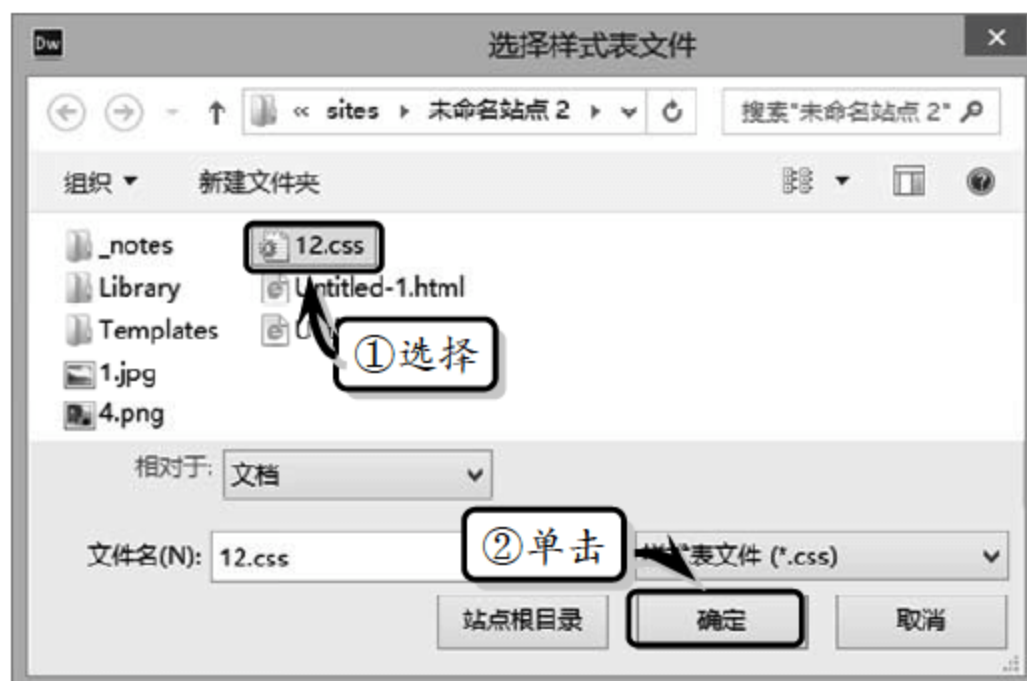 Dw 选择样式表文件
« sites 未命名站点 2 搜索"未命名站点 2"
组织 新建文件夹
_notes
Library
Templates
1.jpg
4.png
12.css
Untitled-1.html
①选择
相对于: 文档
文件名(N): 12.css 表文件 (*.css)
②单击
站点根目录 确定 取消